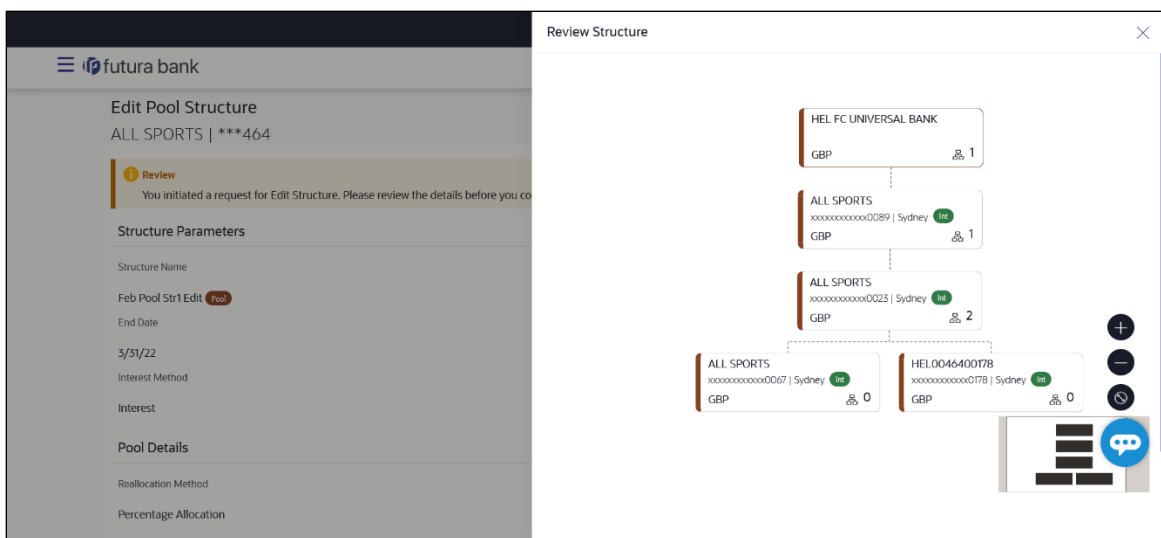 futura bank
Edit Pool Structure
ALL SPORTS | ***464
Review
You initiated a request for Edit Structure. Please review the details before you co
Structure Parameters
Structure Name
Feb Pool Str1 Edit Pool
End Date
3/31/22
Interest Method
Interest
Pool Details
Reallocation Method
Percentage Allocation
Review Structure
HEL FC UNIVERSAL BANK
GBP 1
ALL SPORTS
xxxxxxxxxxxx0089 | Sydney Int
GBP 1
ALL SPORTS
xxxxxxxxxxxx0023 | Sydney Int
GBP 2
ALL SPORTS
xxxxxxxxxxxx0067 | Sydney Int
GBP 0
HEL0046400178
xxxxxxxxxxxx0178 | Sydney Int
GBP 0